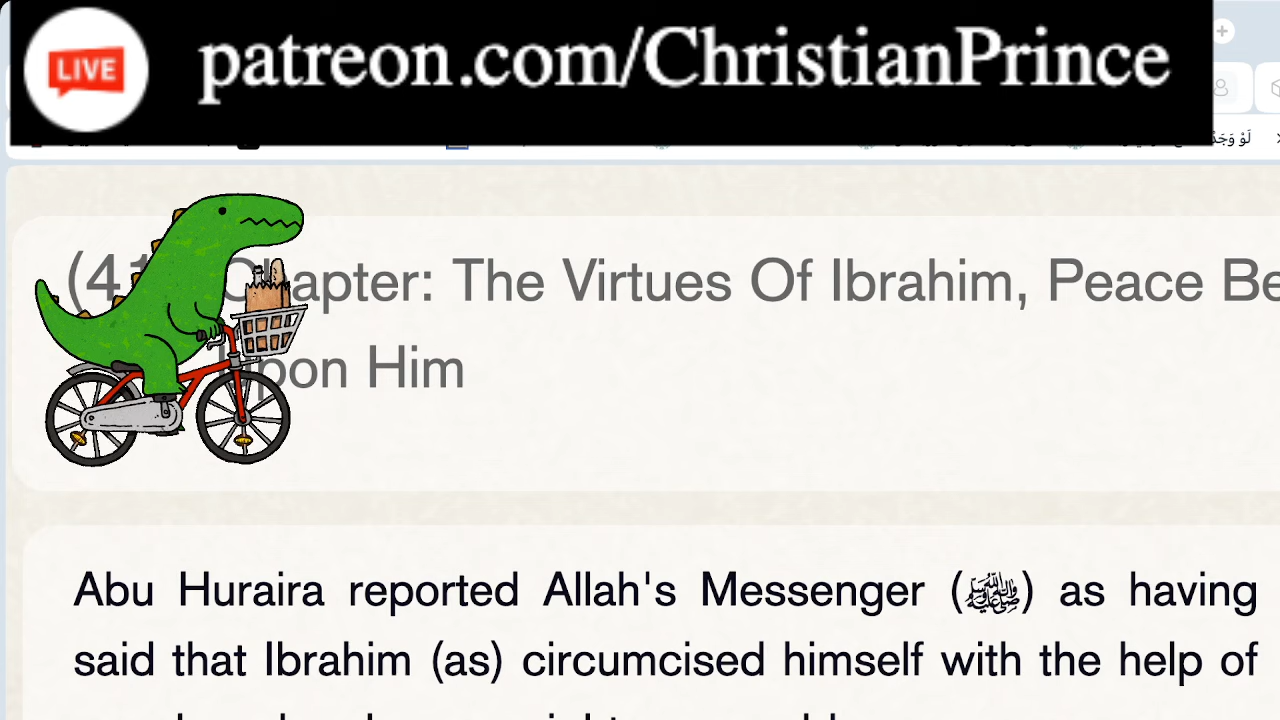 LIVE
patreon.com/ChristianPrince
لَوْ وَجَدْ
(41) Chapter: The Virtues Of Ibrahim, Peace Be
Upon Him
Abu Huraira reported Allah's Messenger (ﷺ) as having
said that Ibrahim (as) circumcised himself with the help of